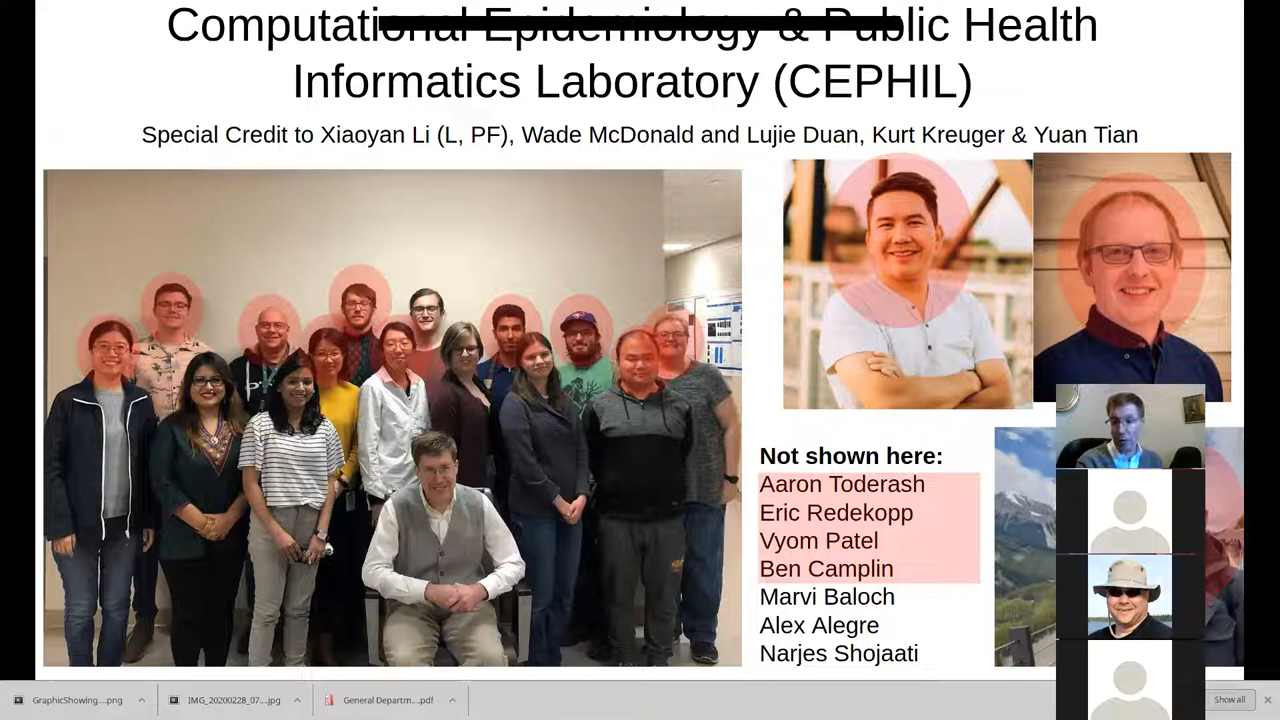 Computational Epidemiology & Public Health
Informatics Laboratory (CEPHIL)
Special Credit to Xiaoyan Li (L, PF), Wade McDonald and Lujie Duan, Kurt Kreuger & Yuan Tian
Not shown here:
Aaron Toderash
Eric Redekopp
Vyom Patel
Ben Camplin
Marvi Baloch
Alex Alegre
Narjes Shojaati
GraphicShowing....png
IMG_20200228_07...jpg
General Departm....pdf
Show all